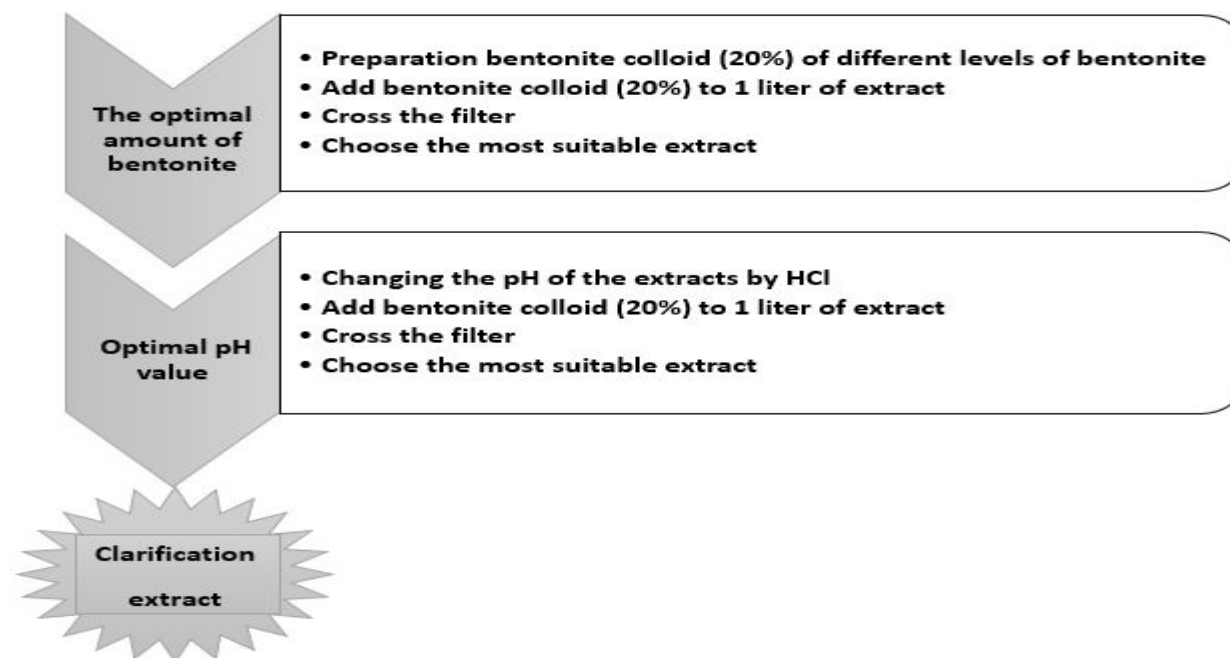 The optimal
amount of
bentonite
• Preparation bentonite colloid (20%) of different levels of bentonite
• Add bentonite colloid (20%) to 1 liter of extract
• Cross the filter
• Choose the most suitable extract
Optimal pH
value
• Changing the pH of the extracts by HCl
• Add bentonite colloid (20%) to 1 liter of extract
• Cross the filter
• Choose the most suitable extract
Clarification
extract